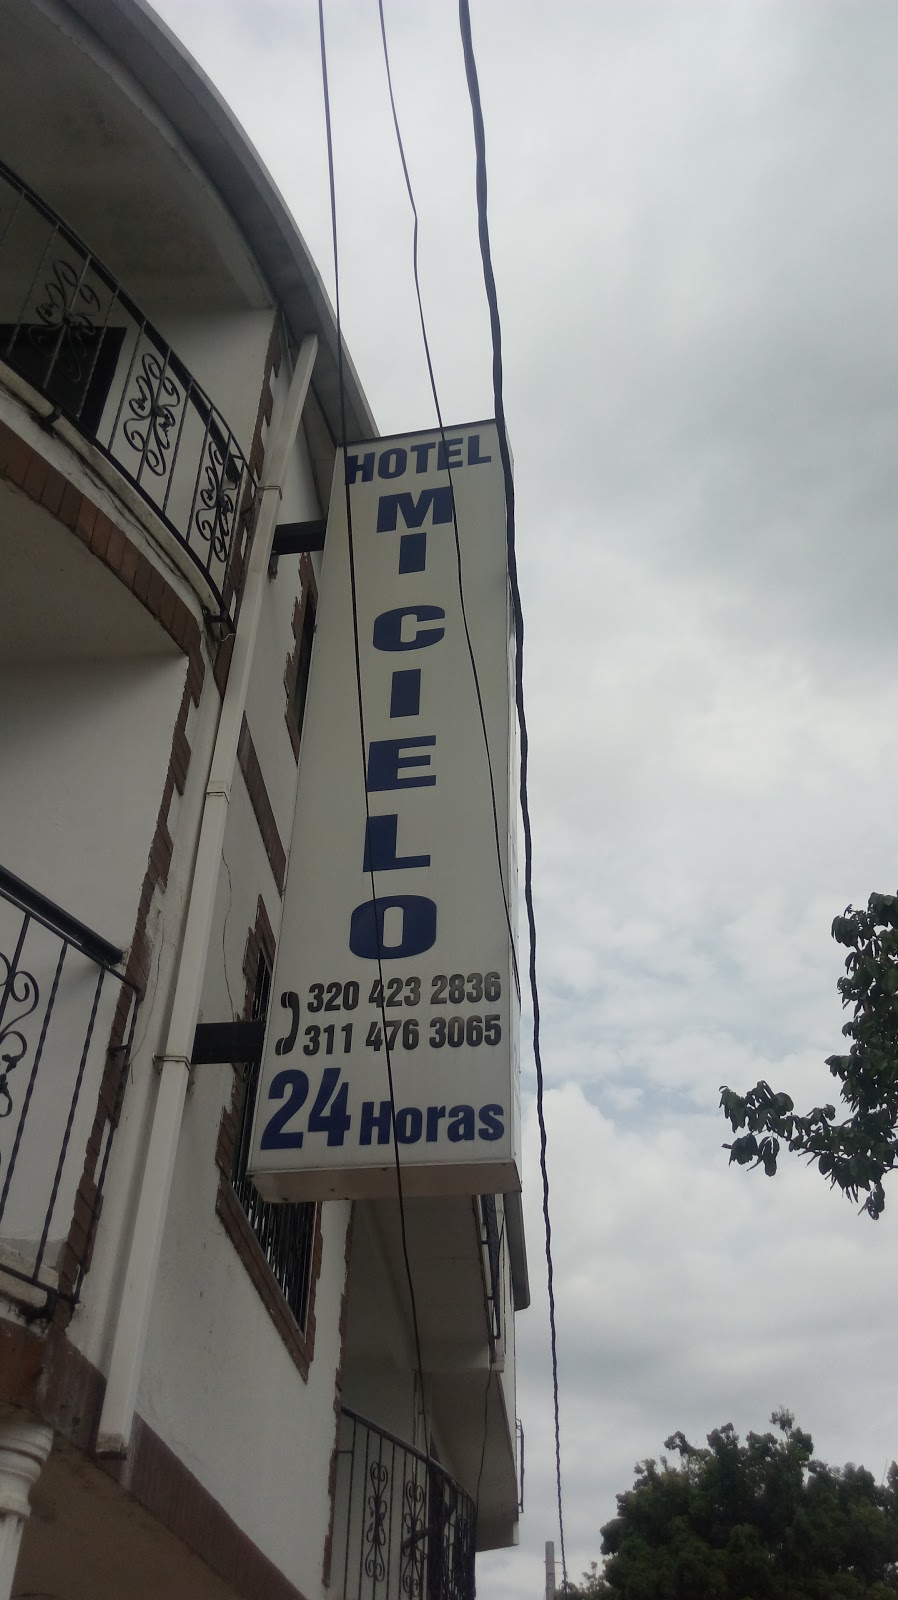 HOTEL
MI CIELO
320 423 2836
311 476 3065
24 Horas